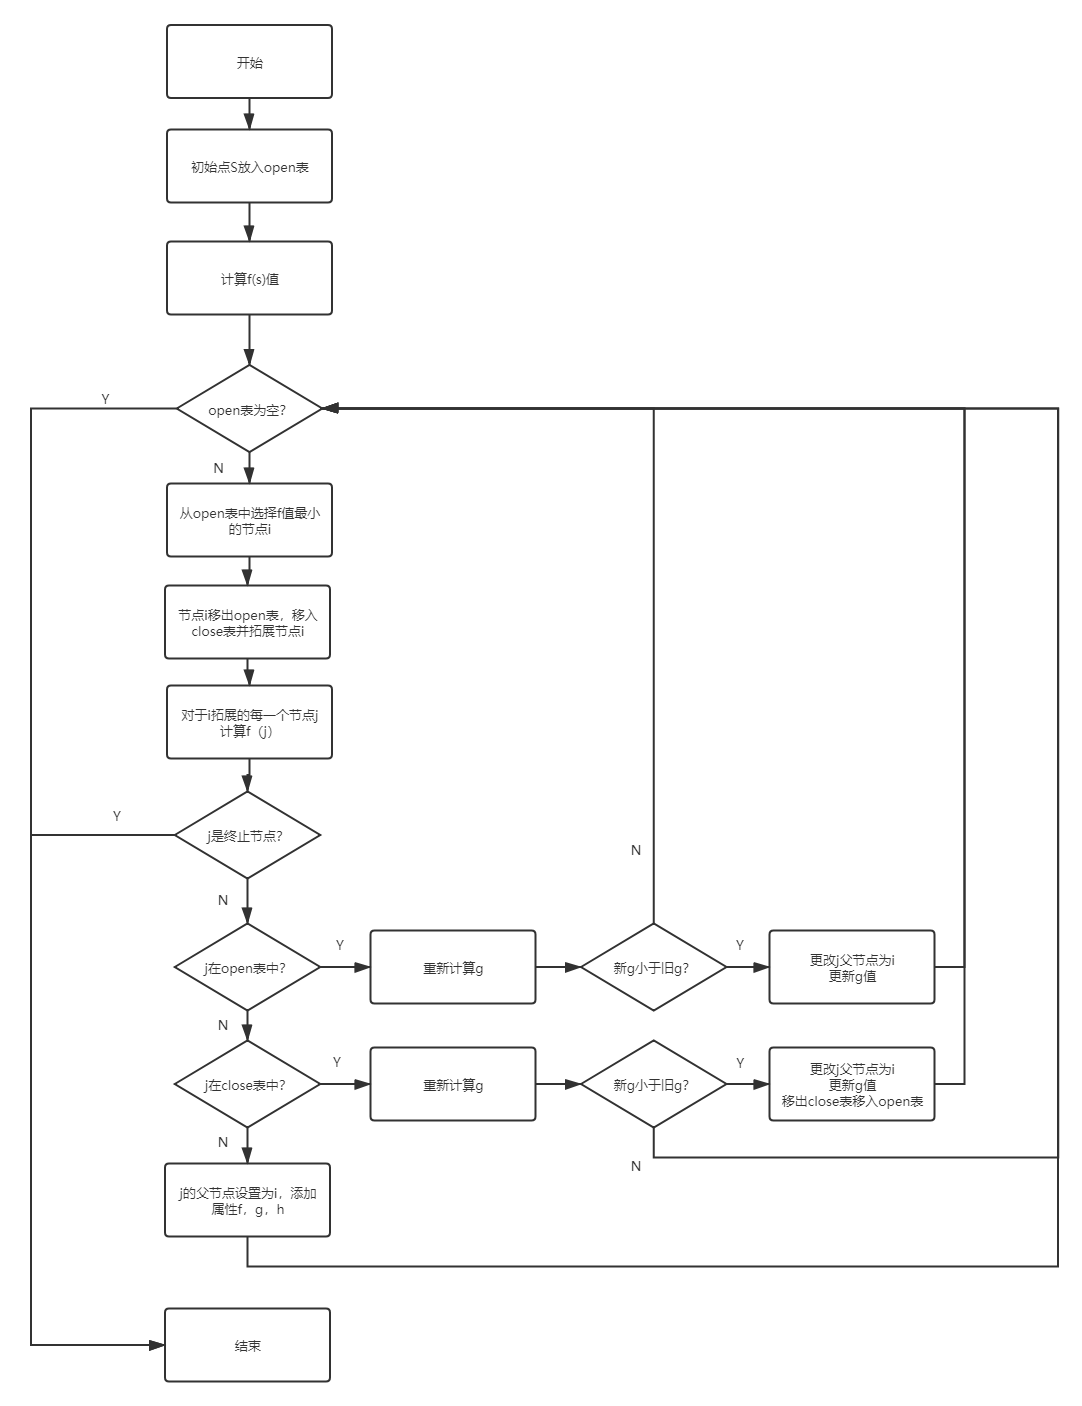 开始
初始点S放入open表
计算f(s)值
Y
open表为空?
N
从open表中选择f值最小
的节点i
节点i移出open表，移入
close表并拓展节点i
对于i拓展的每一个节点j
计算f（j）
Y
j是终止节点?
N
N
j在open表中?
Y
重新计算g
新g小于旧g?
Y
更改j父节点为i
更新g值
N
j在close表中?
Y
重新计算g
新g小于旧g?
Y
更改j父节点为i
更新g值
移出close表移入open表
N
N
j的父节点设置为i，添加
属性f，g，h
结束